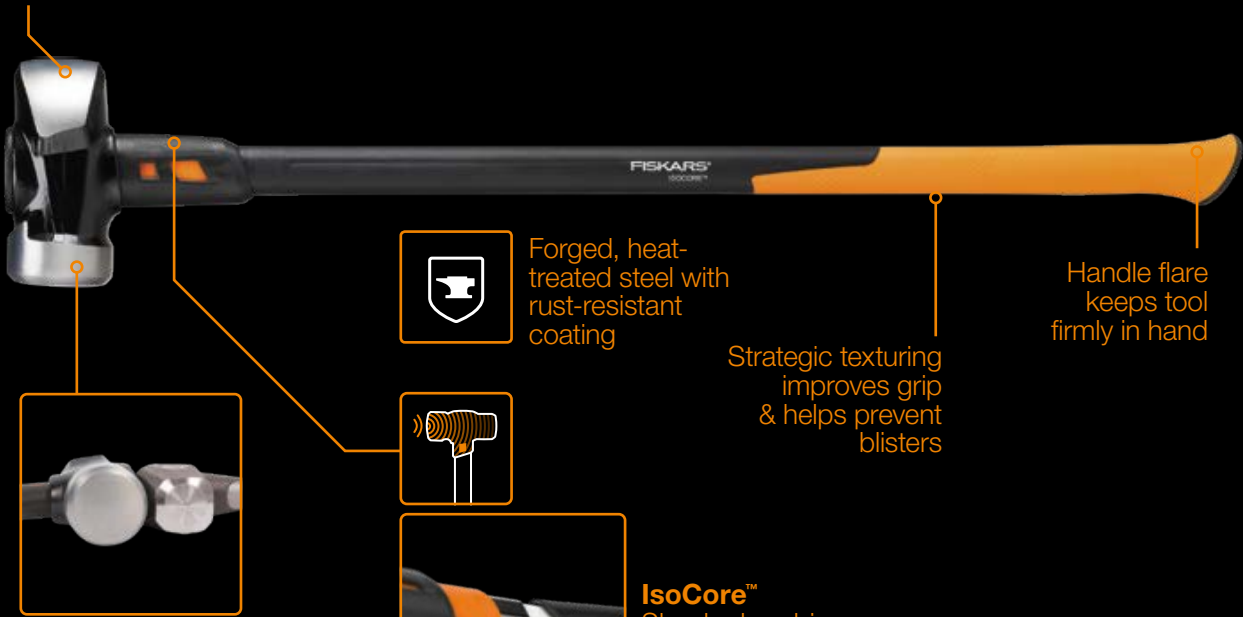 FISKARS®
ISOCORE™
Forged, heat-
treated steel with
rust-resistant
coating
Handle flare
keeps tool
firmly in hand
Strategic texturing
improves grip
& helps prevent
blisters
IsoCore™